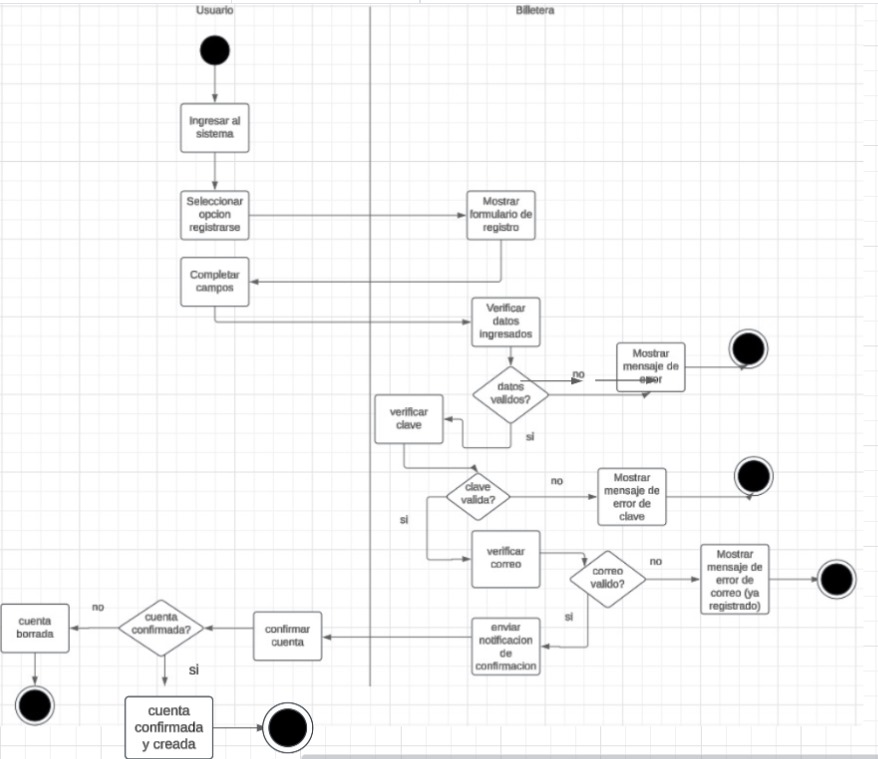 Usuario
Billetera
Ingresar al
sistema
Seleccionar
opcion
registrarse
Mostrar
formulario de
registro
Completar
campos
Verificar
datos
ingresados
datos
validos?
no
Mostrar
mensaje de
error
si
verificar
clave
clave
valida?
no
Mostrar
mensaje de
error de
clave
si
verificar
correo
correo
valido?
no
Mostrar
mensaje de
error de
correo (ya
registrado)
si
enviar
notificacion
de
confirmacion
confirmar
cuenta
cuenta
confirmada?
no
cuenta
borrada
si
cuenta
confirmada
y creada